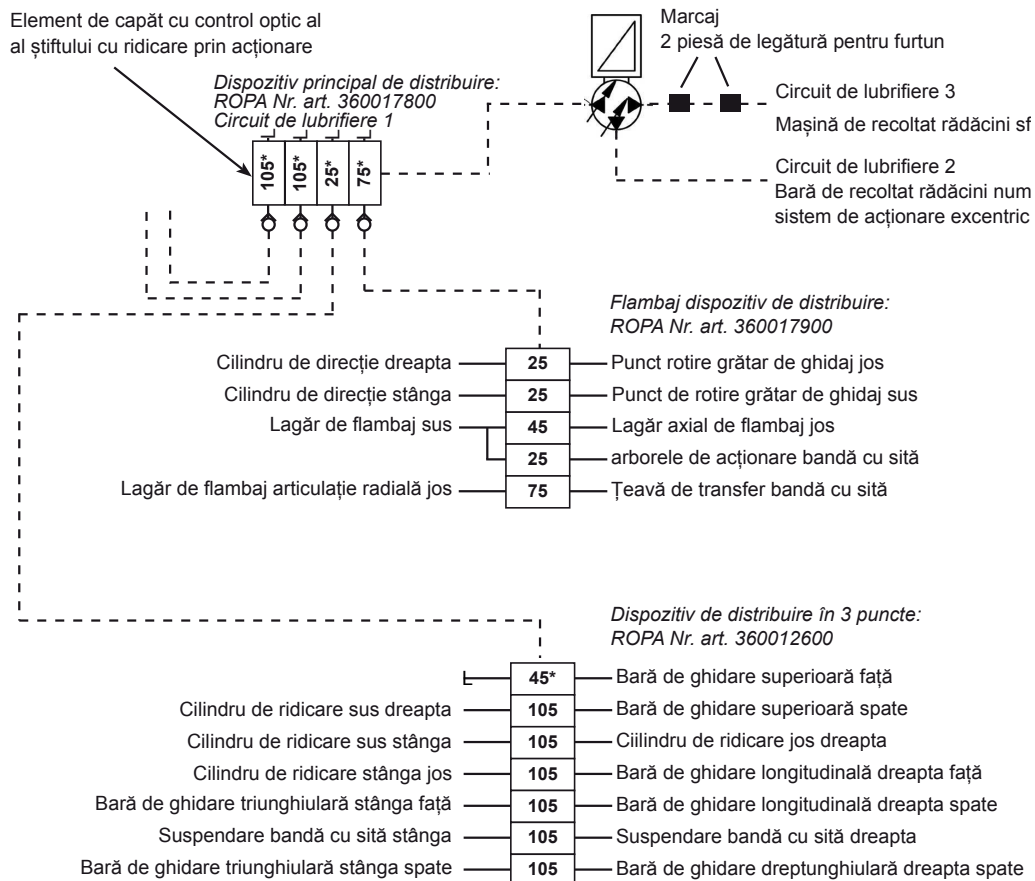 Element de capăt cu control optic al
al știftului cu ridicare prin acționare
Dispozitiv principal de distribuire:
ROPA Nr. art. 360017800
Circuit de lubrifiere 1
105*
105*
25*
75*
Marcaj
2 piesă de legătură pentru furtun
Circuit de lubrifiere 3
Mașină de recoltat rădăcini sf
Circuit de lubrifiere 2
Bară de recoltat rădăcini num
sistem de acționare excentric
Flambaj dispozitiv de distribuire:
ROPA Nr. art. 360017900
Cilindru de direcție dreapta 25 Punct rotire grătar de ghidaj jos
Cilindru de direcție stânga 25 Punct de rotire grătar de ghidaj sus
Lagăr de flambaj sus 45 Lagăr axial de flambaj jos
25 arborele de acționare bandă cu sită
Lagăr de flambaj articulație radială jos 75 Țeavă de transfer bandă cu sită
Dispozitiv de distribuire în 3 puncte:
ROPA Nr. art. 360012600
45* Bară de ghidare superioară față
Cilindru de ridicare sus dreapta 105 Bară de ghidare superioară spate
Cilindru de ridicare sus stânga 105 Ciilindru de ridicare jos dreapta
Cilindru de ridicare stânga jos 105 Bară de ghidare longitudinală dreapta față
Bară de ghidare triunghiulară stânga față 105 Bară de ghidare longitudinală dreapta spate
Suspendare bandă cu sită stânga 105 Suspendare bandă cu sită dreapta
Bară de ghidare triunghiulară stânga spate 105 Bară de ghidare dreptunghiulară dreapta spate